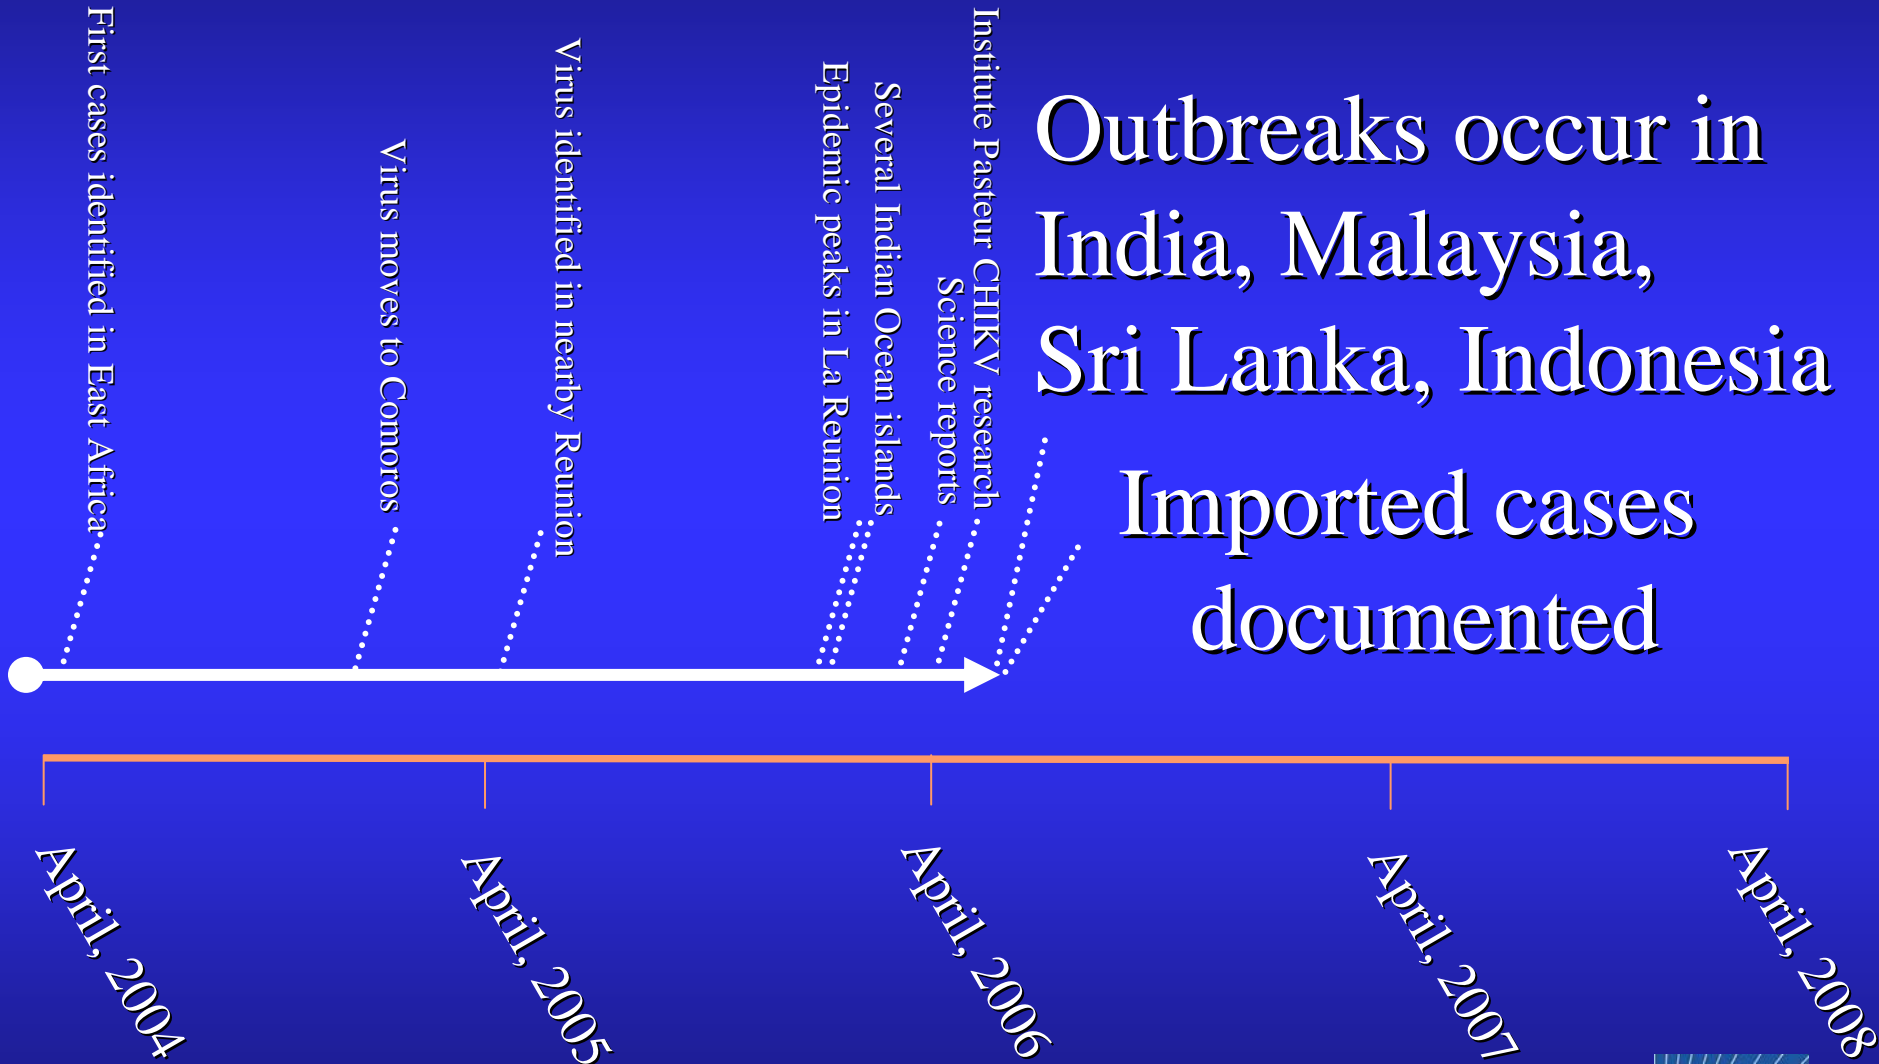 First cases identified in East Africa
Virus moves to Comoros
Virus identified in nearby Reunion
Epidemic peaks in La Reunion
Several Indian Ocean islands
Science reports
Institute Pasteur CHIKV research
Outbreaks occur in
India, Malaysia,
Sri Lanka, Indonesia
Imported cases
documented
April, 2004
April, 2005
April, 2006
April, 2007
April, 2008